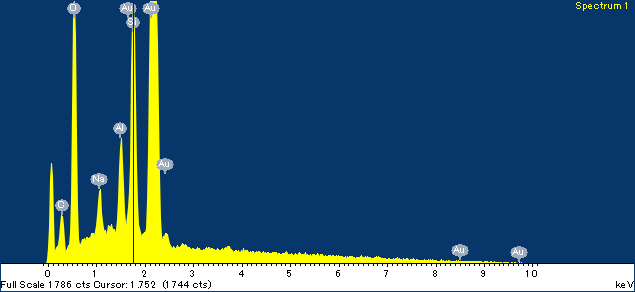 Spectrum 1
O Au Au
Si
Al
Au
Na
Au
Au
0 1 2 3 4 5 6 7 8 9 10
Full Scale 1786 cts Cursor: 1.752 (1744 cts) keV